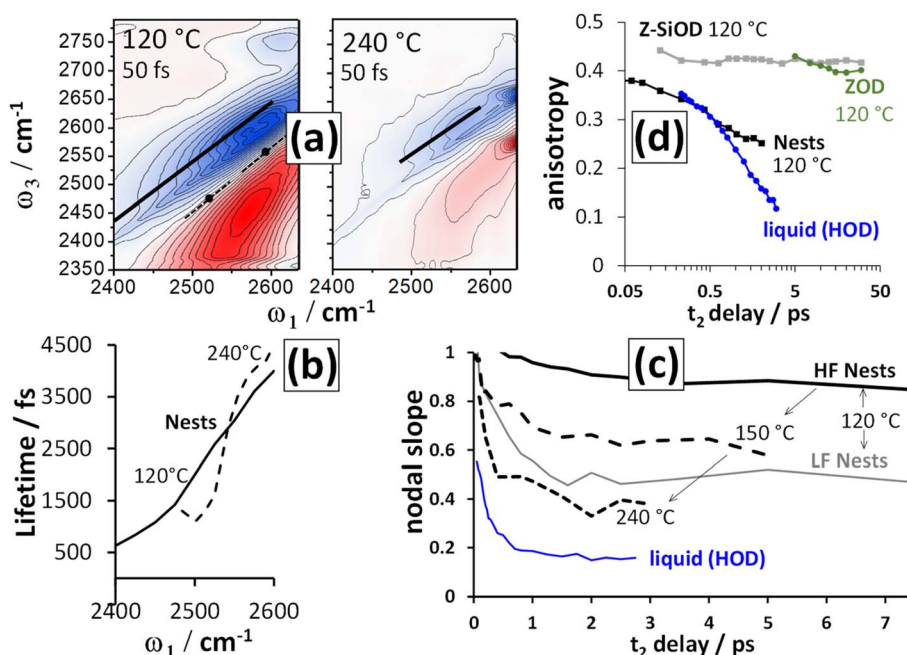 120 °C
50 fs
(a)
240 °C
50 fs
ω₃ / cm⁻¹
2750
2700
2650
2600
2550
2500
2450
2400
2350
2400
2500
2600
2400
2500
2600
ω₁ / cm⁻¹
(d)
Z-SiOD 120 °C
ZOD
120 °C
Nests
120 °C
liquid (HOD)
anisotropy
0.5
0.4
0.3
0.2
0.1
0
0.05
0.5
5
50
t₂ delay / ps
(b)
Lifetime / fs
4500
3500
2500
1500
500
240°C
Nests
120°C
2400
2500
2600
ω₁ / cm⁻¹
(c)
nodal slope
1
0.8
0.6
0.4
0.2
0
HF Nests
150 °C
120 °C
LF Nests
240 °C
liquid (HOD)
0
1
2
3
4
5
6
7
t₂ delay / ps